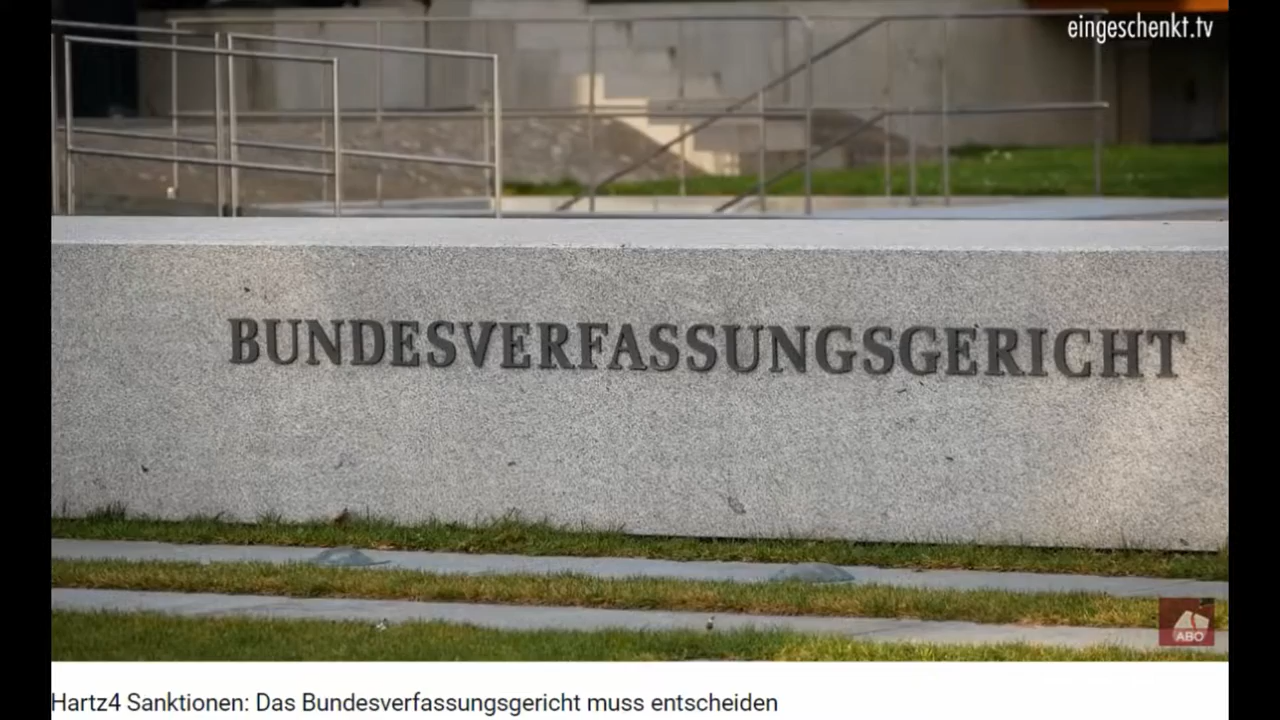 eingeschenkt.tv
BUNDESVERFASSUNGSGERICHT
ABO
Hartz4 Sanktionen: Das Bundesverfassungsgericht muss entscheiden